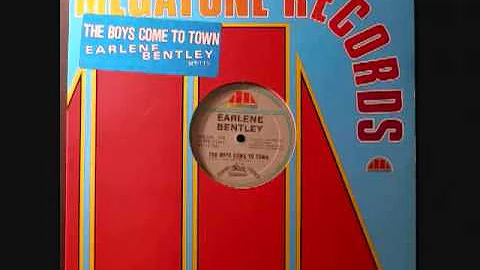 MEGATONE RECORDS
THE BOYS COME TO TOWN
EARLENE
BENTLEY
EARLENE
BENTLEY
THE BOYS COME TO TOWN